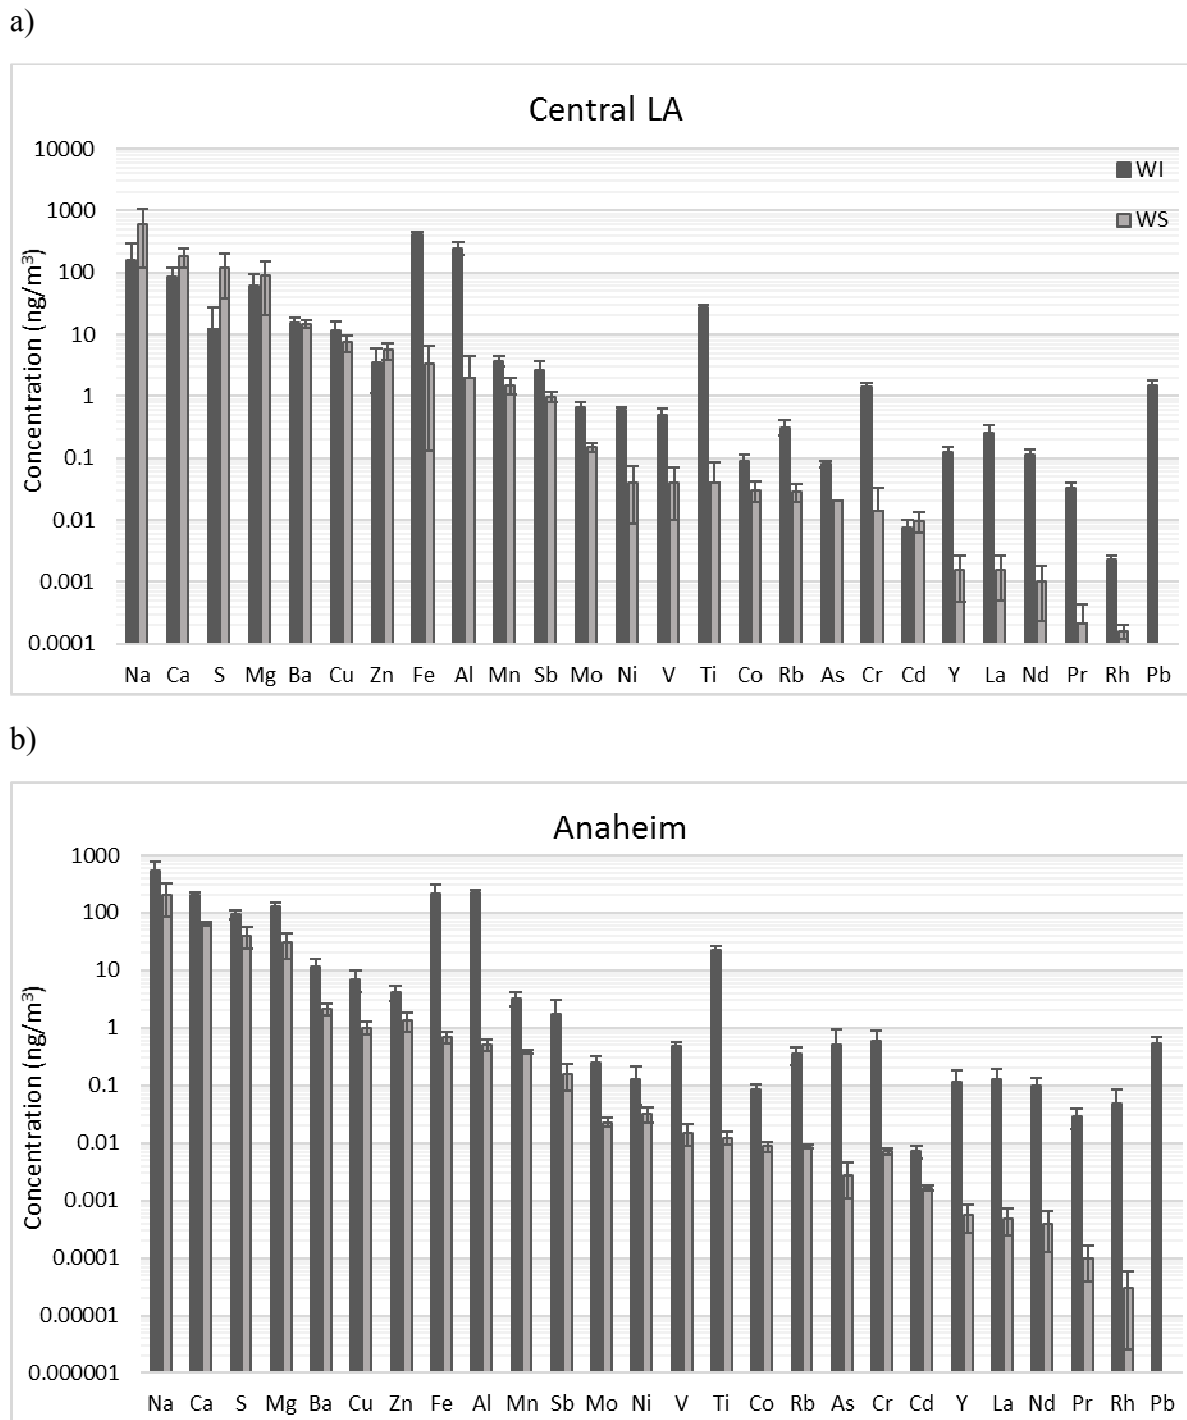 a)
Central LA
10000
1000
100
10
1
0.1
0.01
0.001
0.0001
Concentration (ng/m³)
WI
WS
Na Ca S Mg Ba Cu Zn Fe Al Mn Sb Mo Ni V Ti Co Rb As Cr Cd Y La Nd Pr Rh Pb
b)
Anaheim
1000
100
10
1
0.1
0.01
0.001
0.0001
0.00001
0.000001
Concentration (ng/m³)
Na Ca S Mg Ba Cu Zn Fe Al Mn Sb Mo Ni V Ti Co Rb As Cr Cd Y La Nd Pr Rh Pb